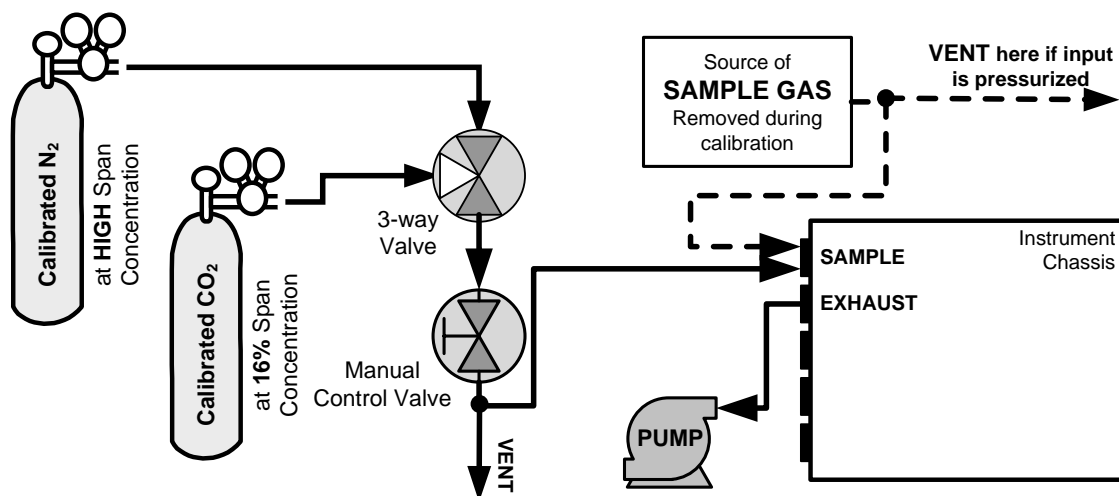 Calibrated N₂
at HIGH Span
Concentration
Calibrated CO₂
at 16% Span
Concentration
3-way
Valve
Manual
Control Valve
VENT
Source of
SAMPLE GAS
Removed during
calibration
VENT here if input
is pressurized
SAMPLE
EXHAUST
Instrument
Chassis
PUMP